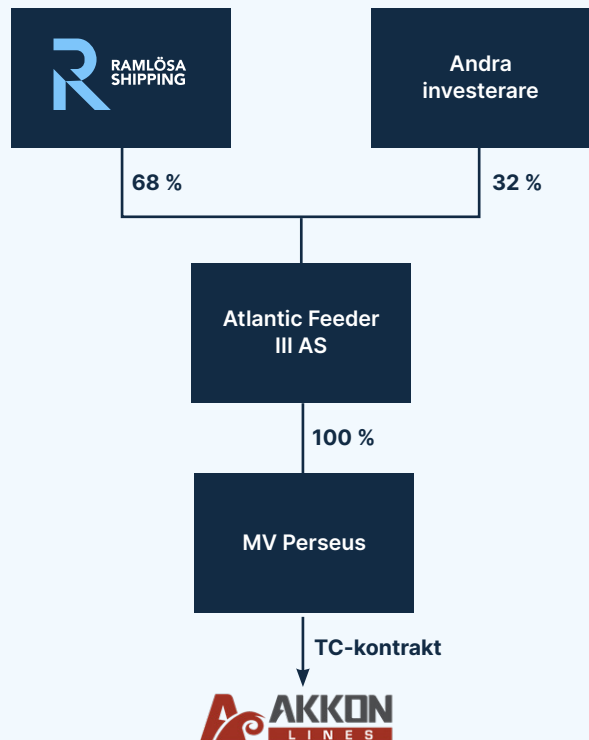 RAMLÖSA
SHIPPING
Andra
investerare
68 %
32 %
Atlantic Feeder
III AS
100 %
MV Perseus
TC-kontrakt
AKKON
LINES